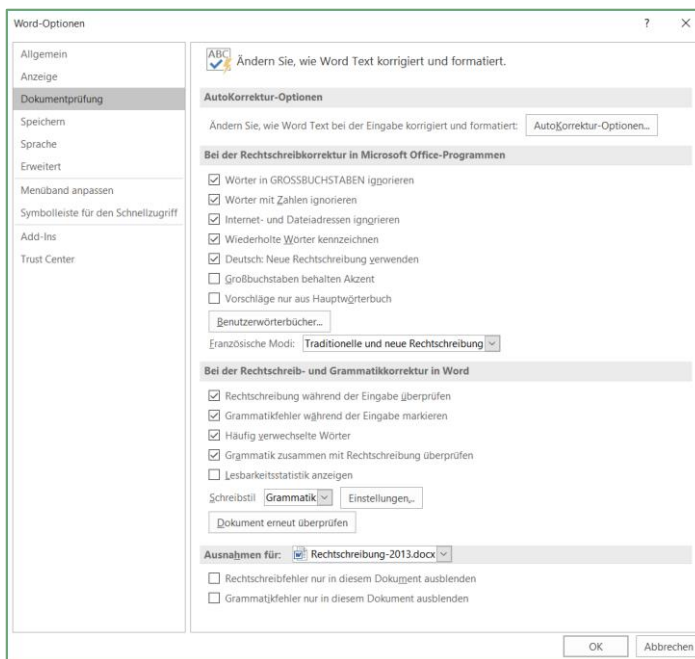 Word-Optionen
?
Allgemein
Anzeige
Dokumentprüfung
Speichern
Sprache
Erweitert
Menüband anpassen
Symbolleiste für den Schnellzugriff
Add-Ins
Trust Center
ABC
Ändern Sie, wie Word Text korrigiert und formatiert.
AutoKorrektur-Optionen
Ändern Sie, wie Word Text bei der Eingabe korrigiert und formatiert: AutoKorrektur-Optionen...
Bei der Rechtschreibkorrektur in Microsoft Office-Programmen
Wörter in GROSSBUCHSTABEN ignorieren
Wörter mit Zahlen ignorieren
Internet- und Dateiadressen ignorieren
Wiederholte Wörter kennzeichnen
Deutsch: Neue Rechtschreibung verwenden
Großbuchstaben behalten Akzent
Vorschläge nur aus Hauptwörterbuch
Benutzerwörterbücher...
Französische Modi: Traditionelle und neue Rechtschreibung
Bei der Rechtschreib- und Grammatikkorrektur in Word
Rechtschreibung während der Eingabe überprüfen
Grammatikfehler während der Eingabe markieren
Häufig verwechselte Wörter
Grammatik zusammen mit Rechtschreibung überprüfen
Lesbarkeitsstatistik anzeigen
Schreibstil Grammatik Einstellungen...
Dokument erneut überprüfen
Ausnahmen für: Rechtschreibung-2013.docx
Rechtschreibfehler nur in diesem Dokument ausblenden
Grammatikfehler nur in diesem Dokument ausblenden
OK Abbrechen